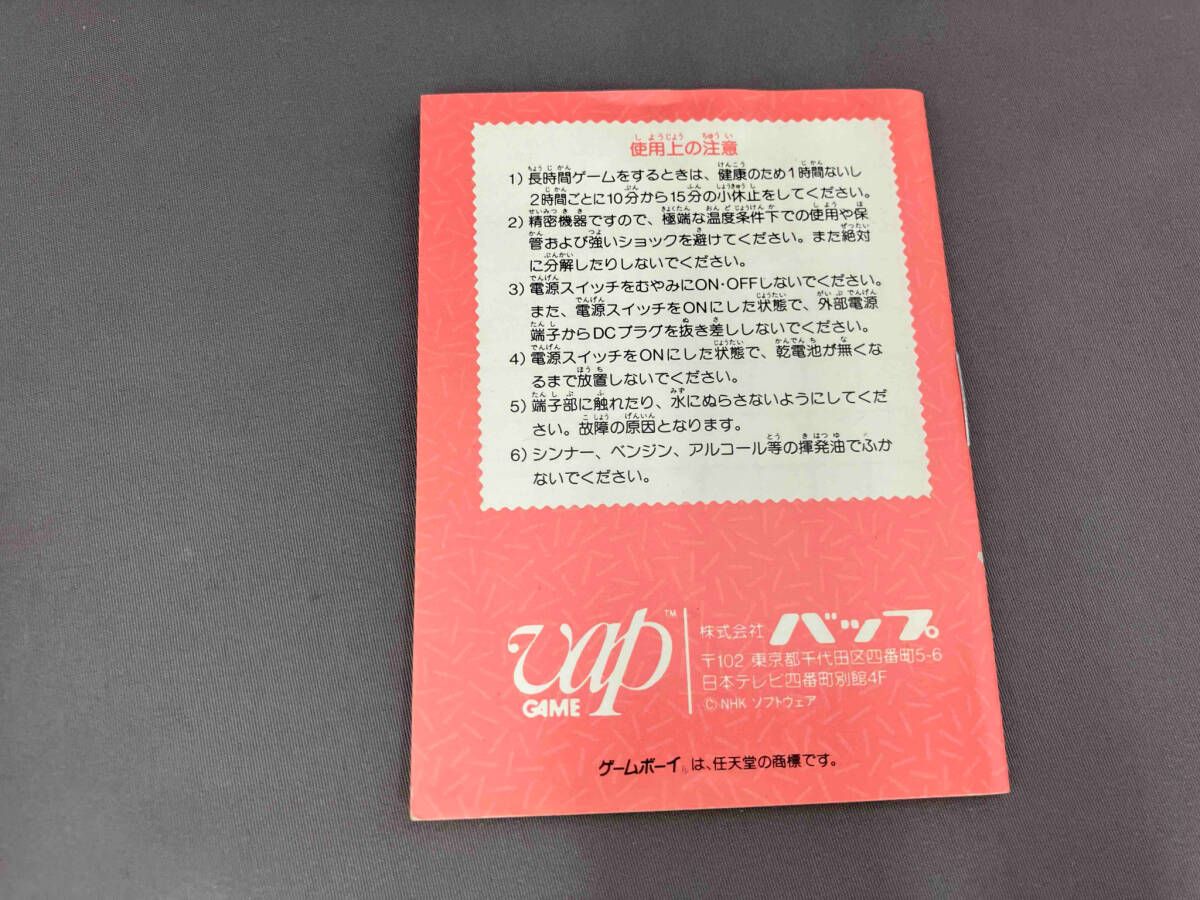 使用上の注意
1) 長時間ゲームをするときは、健康のため1時間ないし
2時間ごとに10分から15分の小休止をしてください。
2) 精密機器ですので、極端な温度条件下での使用や保
管および強いショックを避けてください。また絶対
に分解したりしないでください。
3) 電源スイッチをむやみにON・OFFしないでください。
また、電源スイッチをONにした状態で、外部電源
端子からDCプラグを抜き差ししないでください。
4) 電源スイッチをONにした状態で、乾電池が無くな
るまで放置しないでください。
5) 端子部に触れたり、水にぬらさないようにしてくだ
さい。故障の原因となります。
6) シンナー、ベンジン、アルコール等の揮発油でふか
ないでください。
vap™
GAME
株式会社 バップ。
〒102 東京都千代田区四番町5-6
日本テレビ四番町別館4F
© NHK ソフトウェア
ゲームボーイ®は、任天堂の商標です。